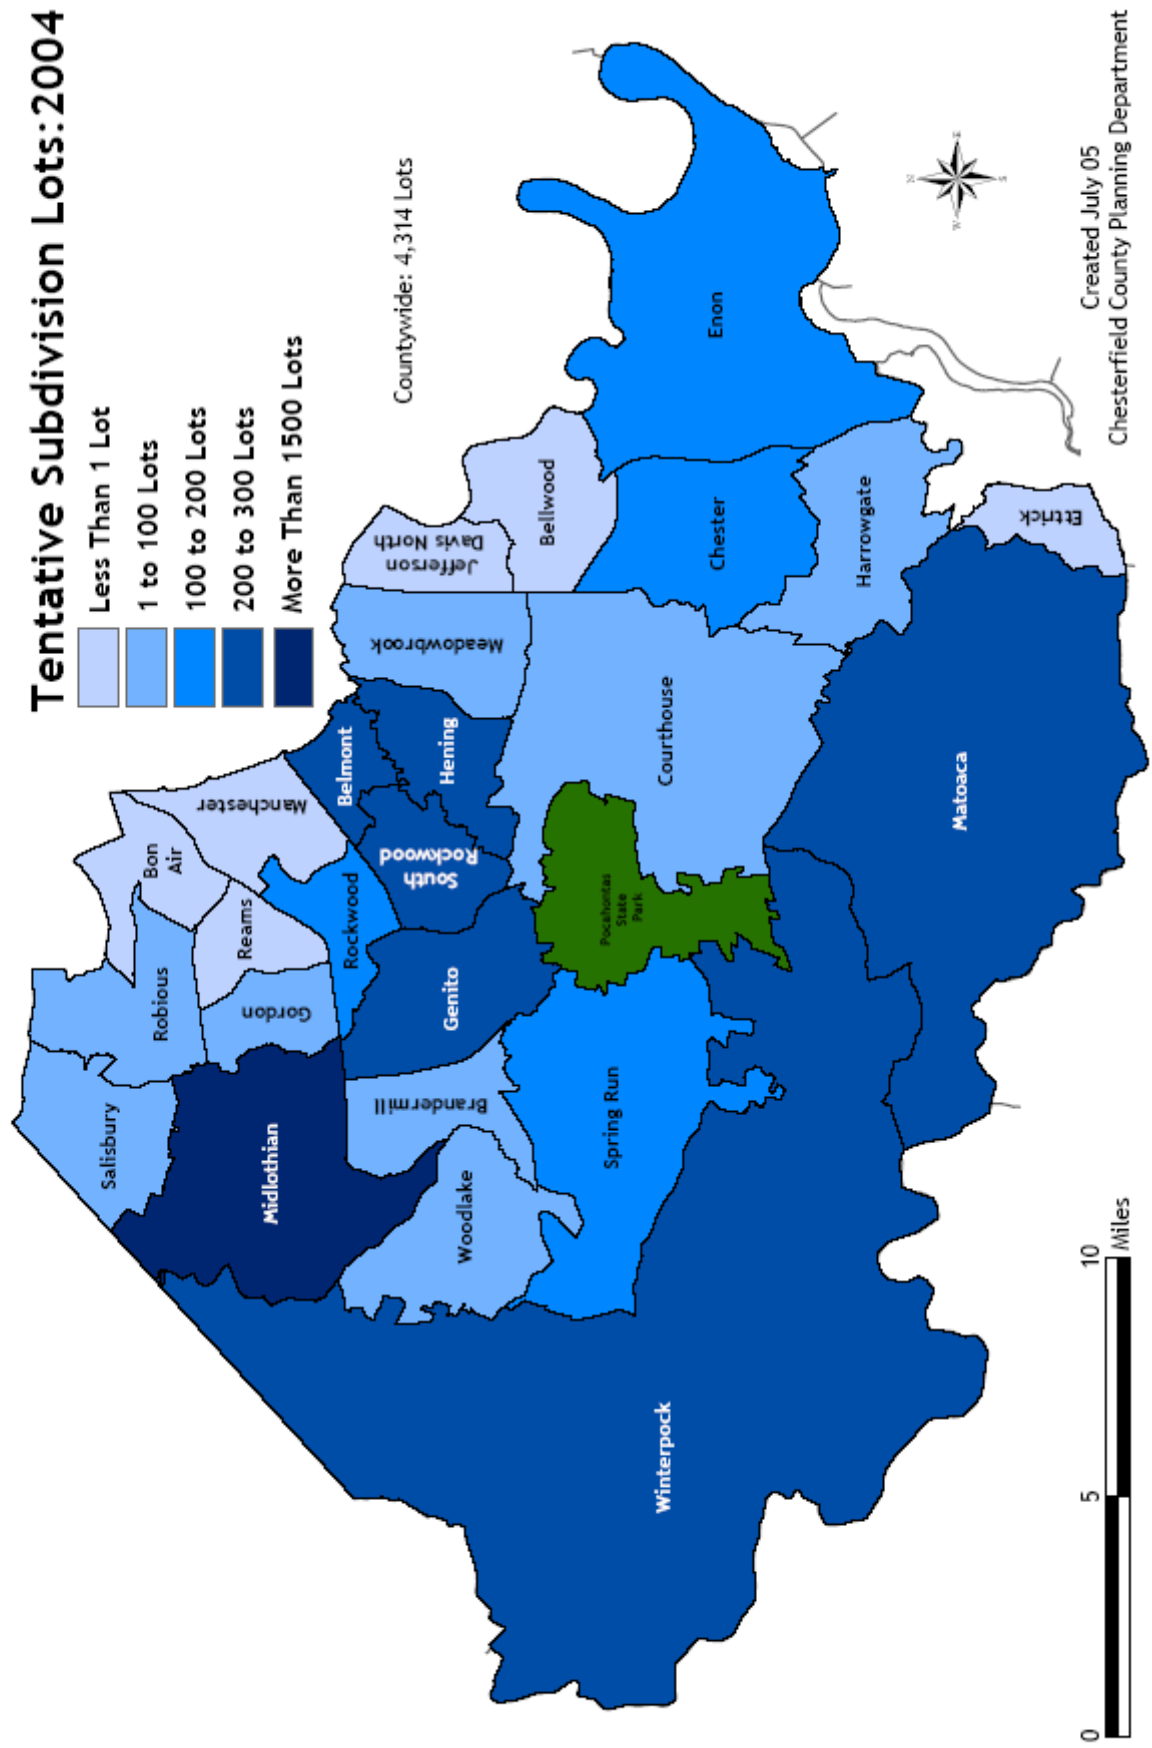 Tentative Subdivision Lots: 2004
Less Than 1 Lot
1 to 100 Lots
100 to 200 Lots
200 to 300 Lots
More Than 1500 Lots
Countywide: 4,314 Lots
Salisbury
Robious
Bon
Air
Midlothian
Gordon
Reams
Manchester
Rockwood
Belmont
Brandermill
Genito
South
Rockwood
Hening
Meadowbrook
Jefferson
Davis North
Woodlake
Bellwood
Spring Run
Pocahontas
State
Park
Courthouse
Chester
Enon
Winterpock
Harrowgate
Matoaca
Ettrick
N
W
E
S
0
5
10
Miles
Created July 05
Chesterfield County Planning Department